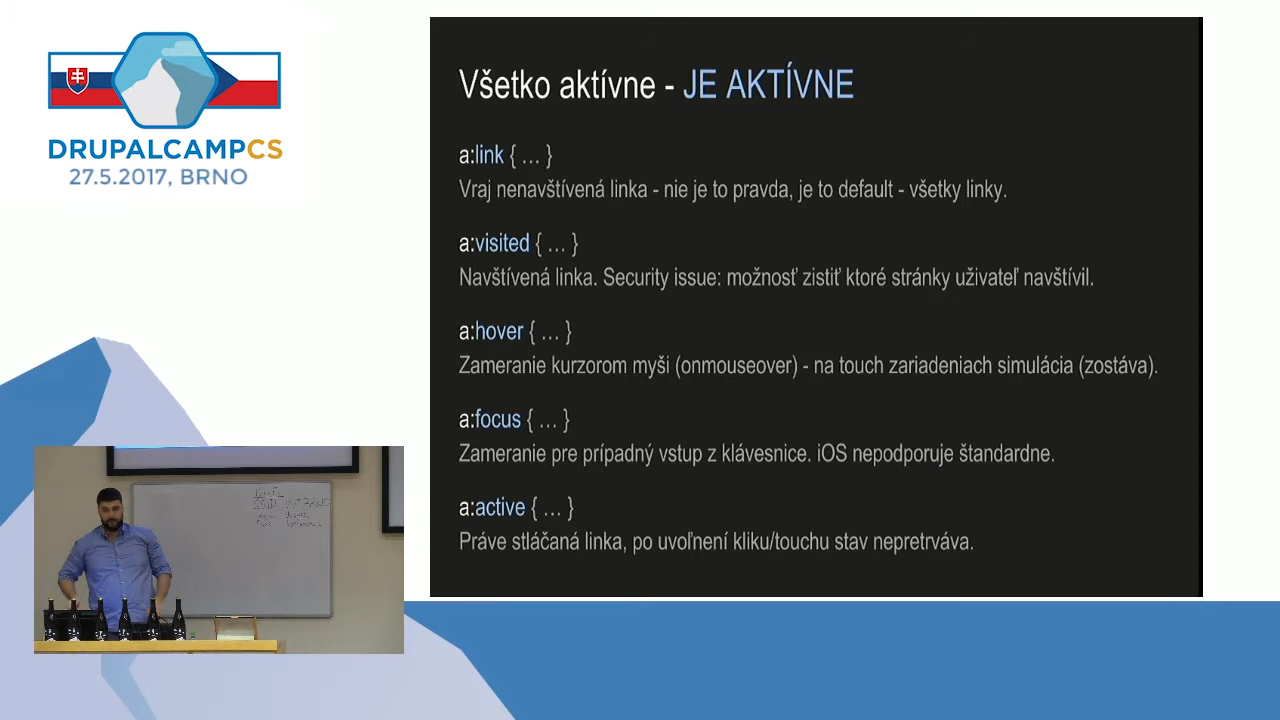 DRUPALCAMPCS
27.5.2017, BRNO
Všetko aktívne - JE AKTÍVNE
a:link { ... }
Vraj nenavštívená linka - nie je to pravda, je to default - všetky linky.
a:visited { ... }
Navštívená linka. Security issue: možnosť zistiť ktoré stránky uživateľ navštívil.
a:hover { ... }
Zameranie kurzorom myši (onmouseover) - na touch zariadeniach simulácia (zostáva).
a:focus { ... }
Zameranie pre prípadný vstup z klávesnice. iOS nepodporuje štandardne.
a:active { ... }
Práve stláčaná linka, po uvoľnení kliku/touchu stav nepretrváva.